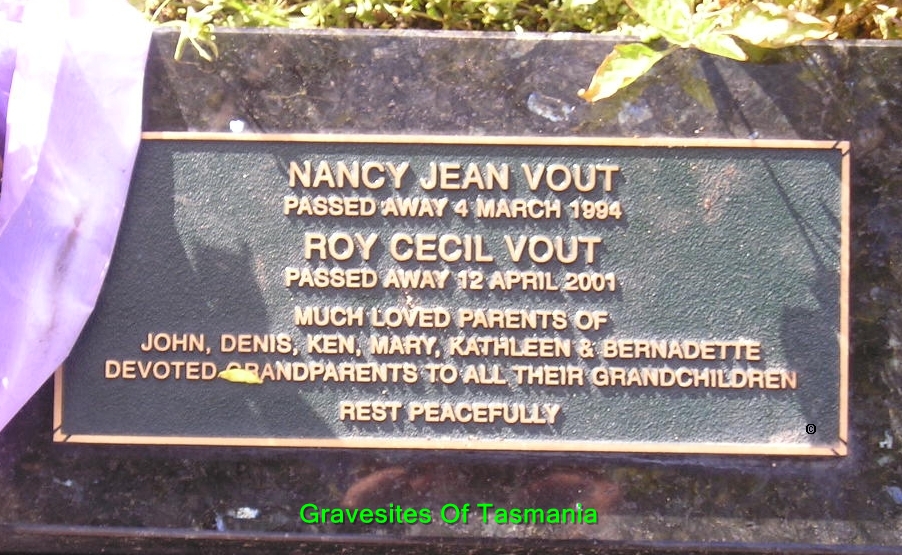 NANCY JEAN VOUT
PASSED AWAY 4 MARCH 1994
ROY CECIL VOUT
PASSED AWAY 12 APRIL 2001
MUCH LOVED PARENTS OF
JOHN, DENIS, KEN, MARY, KATHLEEN & BERNADETTE
DEVOTED GRANDPARENTS TO ALL THEIR GRANDCHILDREN
REST PEACEFULLY
©
Gravesites Of Tasmania